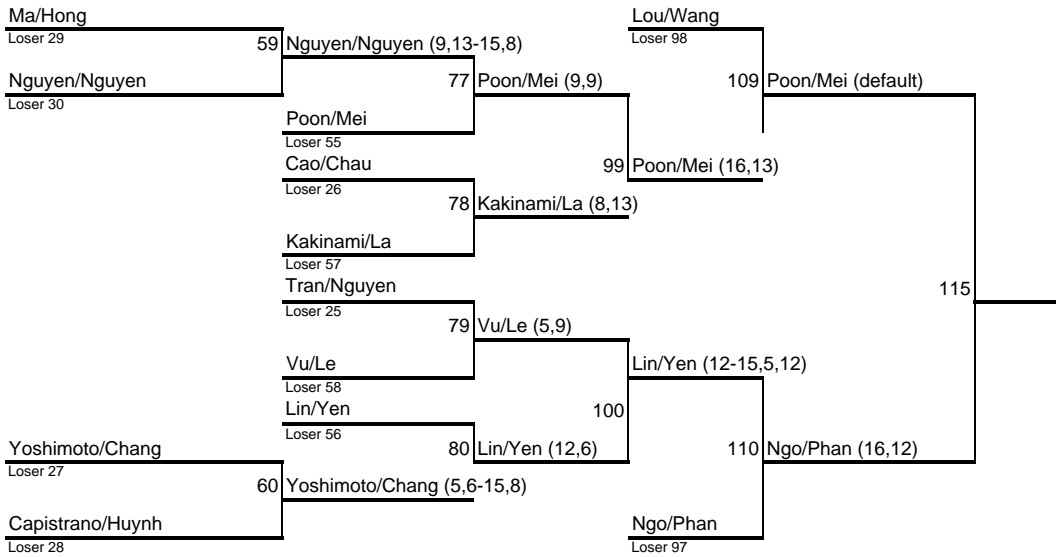 Ma/Hong
Loser 29
59 Nguyen/Nguyen (9,13-15,8)
Nguyen/Nguyen
Loser 30
77 Poon/Mei (9,9)
Poon/Mei
Loser 55
Cao/Chau
Loser 26
78 Kakinami/La (8,13)
Kakinami/La
Loser 57
99 Poon/Mei (16,13)
Lou/Wang
Loser 98
109 Poon/Mei (default)
Tran/Nguyen
Loser 25
79 Vu/Le (5,9)
Vu/Le
Loser 58
Lin/Yen
Loser 56
80 Lin/Yen (12,6)
Yoshimoto/Chang
Loser 27
60 Yoshimoto/Chang (5,6-15,8)
Capistrano/Huynh
Loser 28
100
Lin/Yen (12-15,5,12)
110 Ngo/Phan (16,12)
Ngo/Phan
Loser 97
115